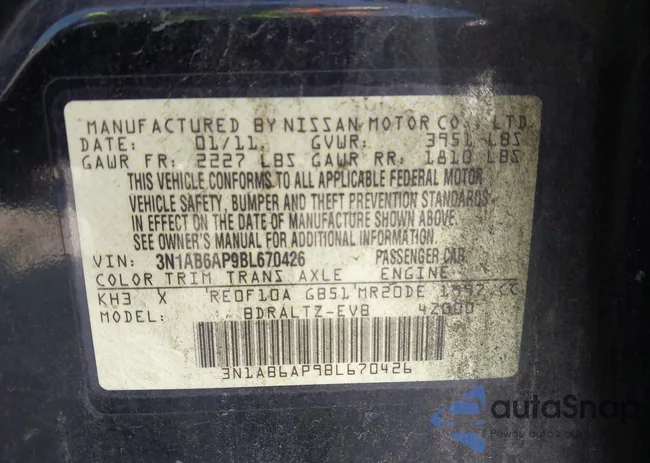 MANUFACTURED BY NISSAN MOTOR CO., LTD.
DATE: 01/11 GVWR: 3951 LBS
GAWR FR: 2227 LBS GAWR RR: 1810 LBS
THIS VEHICLE CONFORMS TO ALL APPLICABLE FEDERAL MOTOR
VEHICLE SAFETY, BUMPER AND THEFT PREVENTION STANDARDS
IN EFFECT ON THE DATE OF MANUFACTURE SHOWN ABOVE.
SEE OWNER'S MANUAL FOR ADDITIONAL INFORMATION.
VIN: 3N1AB6AP9BL670426 PASSENGER CAR
COLOR TRIM TRANS AXLE ENGINE
KH3 X RE0F10A GB51 MR20DE 1997 CC
MODEL: BDRALTZ-EVB 4Z000
3N1AB6AP9BL670426
autoSnap